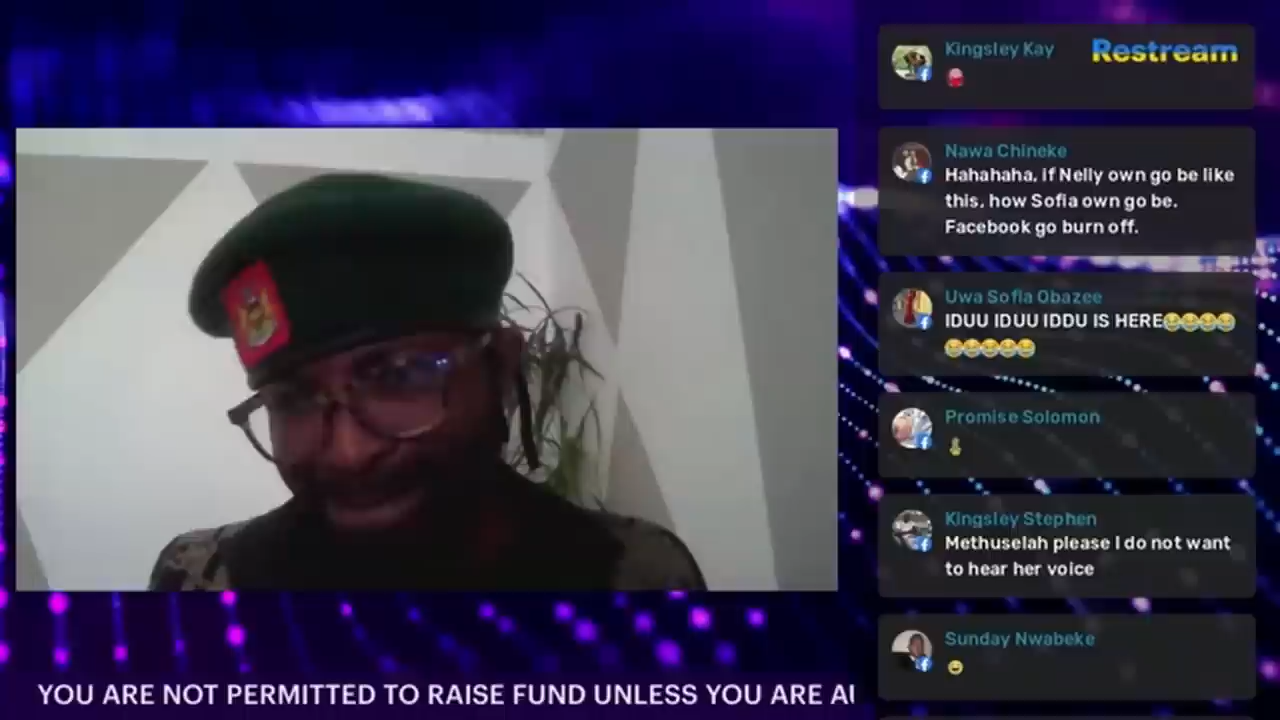 Kingsley Kay
Restream
Nawa Chineke
Hahahaha, if Nelly own go be like
this, how Sofia own go be.
Facebook go burn off.
Uwa Sofia Obazee
IDUU IDUU IDDU IS HERE😂😂😂😂
😂😂😂😂😂
Promise Solomon
Kingsley Stephen
Methuselah please I do not want
to hear her voice
Sunday Nwabeke
YOU ARE NOT PERMITTED TO RAISE FUND UNLESS YOU ARE